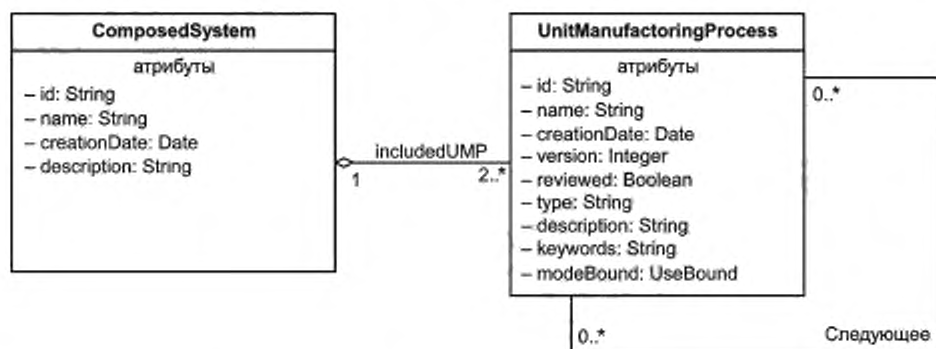 ComposedSystem
атрибуты
– id: String
– name: String
– creationDate: Date
– description: String
includedUMP
1
2..*
UnitManufactoringProcess
атрибуты
– id: String
– name: String
– creationDate: Date
– version: Integer
– reviewed: Boolean
– type: String
– description: String
– keywords: String
– modeBound: UseBound
0..*
0..*
Следующее